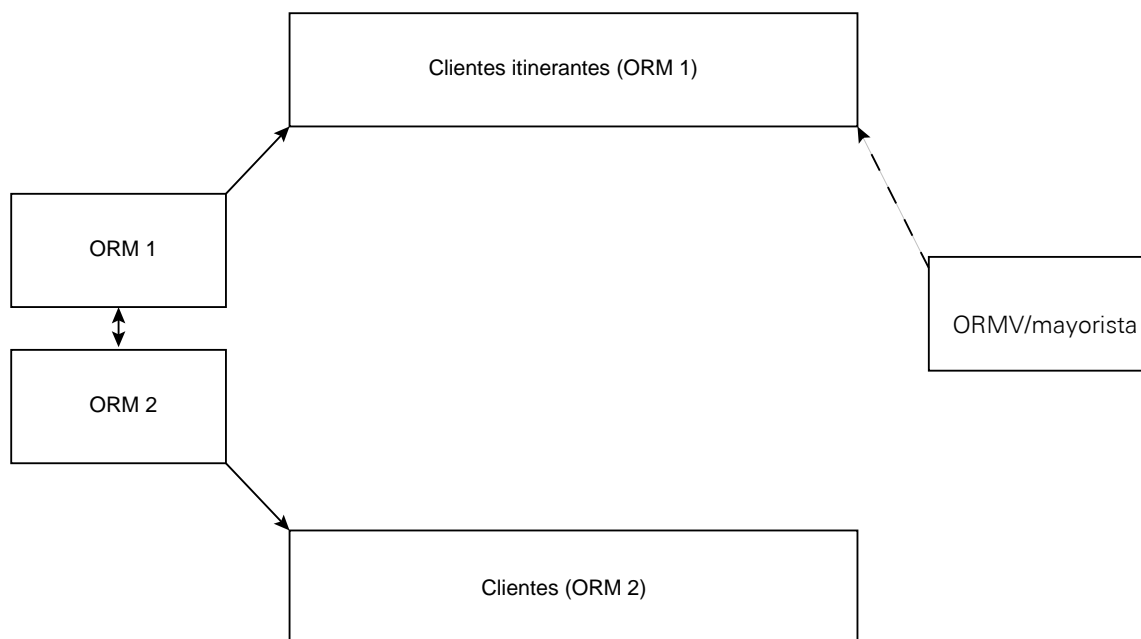 Clientes itinerantes (ORM 1)
ORM 1
ORMV/mayorista
ORM 2
Clientes (ORM 2)